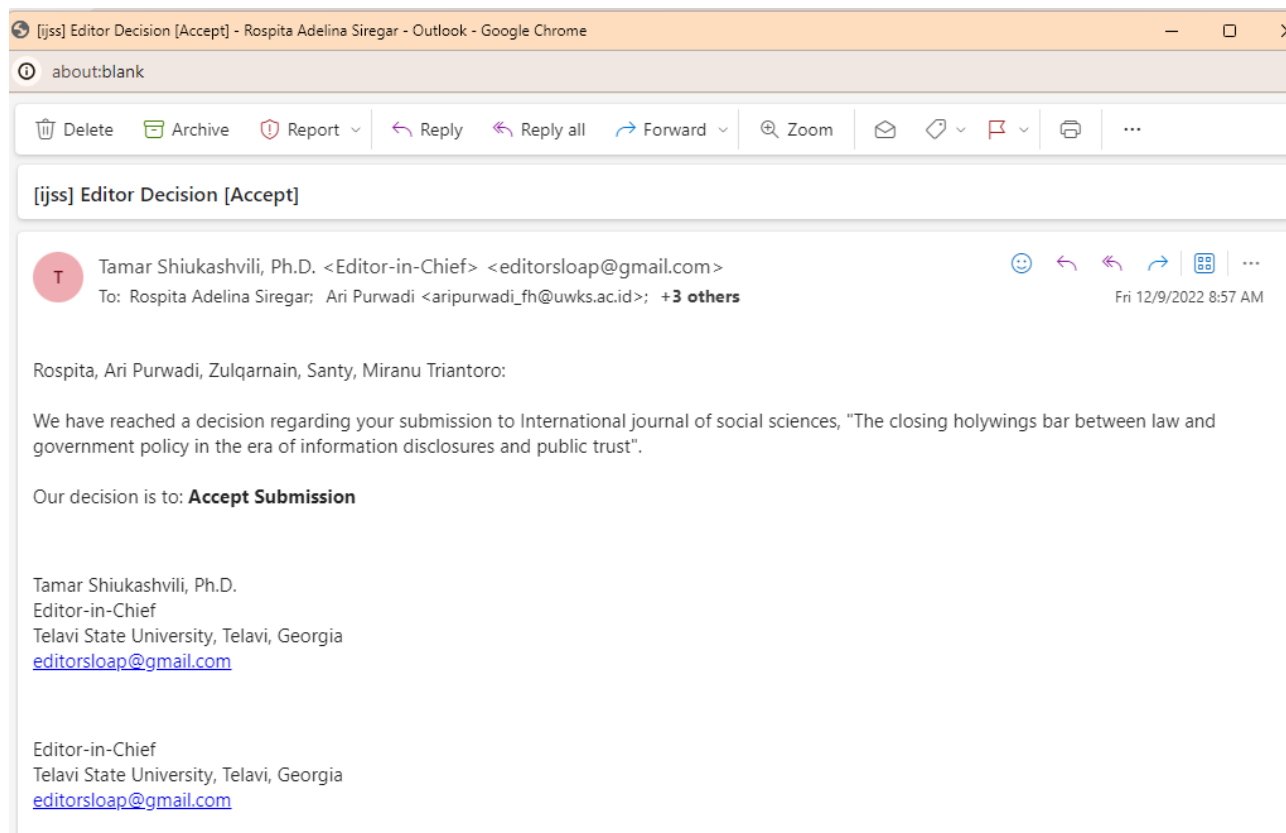 [ijss] Editor Decision [Accept] - Rospita Adelina Siregar - Outlook - Google Chrome
about:blank
Delete Archive Report Reply Reply all Forward Zoom ...
[ijss] Editor Decision [Accept]
T
Tamar Shiukashvili, Ph.D. <Editor-in-Chief> <editorsloap@gmail.com>
To: Rospita Adelina Siregar; Ari Purwadi <aripurwadi_fh@uwks.ac.id>; +3 others
Fri 12/9/2022 8:57 AM
Rospita, Ari Purwadi, Zulqarnain, Santy, Miranu Triantoro:
We have reached a decision regarding your submission to International journal of social sciences, "The closing holywings bar between law and
government policy in the era of information disclosures and public trust".
Our decision is to: Accept Submission
Tamar Shiukashvili, Ph.D.
Editor-in-Chief
Telavi State University, Telavi, Georgia
editorsloap@gmail.com
Editor-in-Chief
Telavi State University, Telavi, Georgia
editorsloap@gmail.com